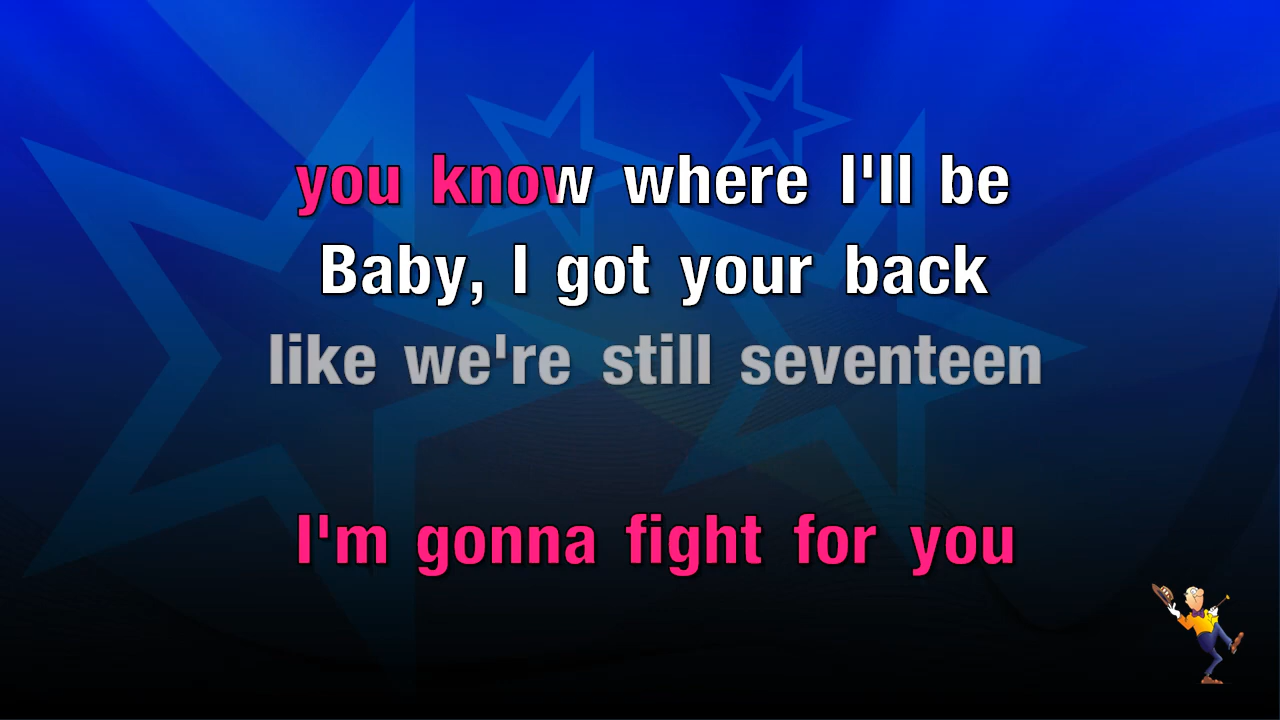 you know where I'll be
Baby, I got your back
like we're still seventeen
I'm gonna fight for you